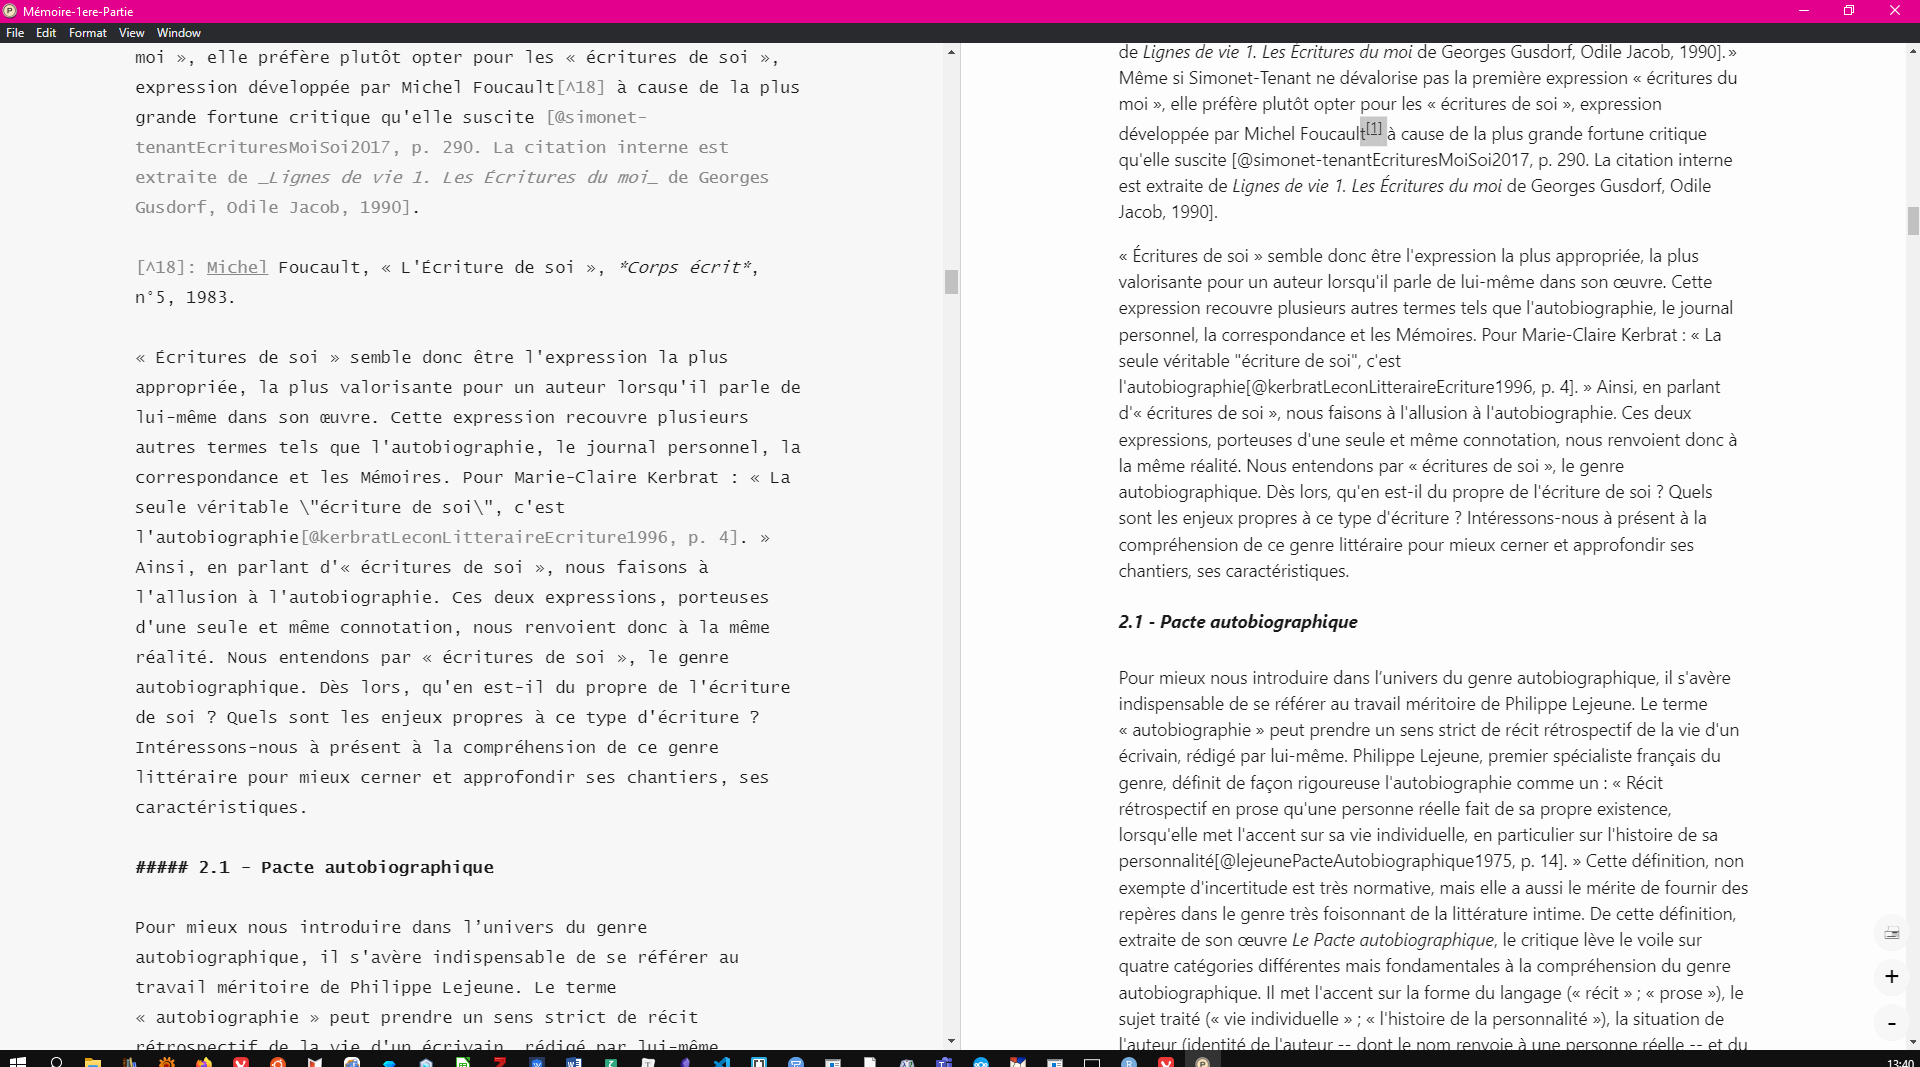 Mémoire-1ere-Partie
File Edit Format View Window
moi », elle préfère plutôt opter pour les « écritures de soi »,
expression développée par Michel Foucault[^18] à cause de la plus
grande fortune critique qu'elle suscite [@simonet-
tenantEcrituresMoiSoi2017, p. 290. La citation interne est
extraite de _Lignes de vie 1. Les Écritures du moi_ de Georges
Gusdorf, Odile Jacob, 1990].
[^18]: Michel Foucault, « L'Écriture de soi », *Corps écrit*,
n°5, 1983.
« Écritures de soi » semble donc être l'expression la plus
appropriée, la plus valorisante pour un auteur lorsqu'il parle de
lui-même dans son œuvre. Cette expression recouvre plusieurs
autres termes tels que l'autobiographie, le journal personnel, la
correspondance et les Mémoires. Pour Marie-Claire Kerbrat : « La
seule véritable \"écriture de soi\", c'est
l'autobiographie[@kerbratLeconLitteraireEcriture1996, p. 4]. »
Ainsi, en parlant d'« écritures de soi », nous faisons à
l'allusion à l'autobiographie. Ces deux expressions, porteuses
d'une seule et même connotation, nous renvoient donc à la même
réalité. Nous entendons par « écritures de soi », le genre
autobiographique. Dès lors, qu'en est-il du propre de l'écriture
de soi ? Quels sont les enjeux propres à ce type d'écriture ?
Intéressons-nous à présent à la compréhension de ce genre
littéraire pour mieux cerner et approfondir ses chantiers, ses
caractéristiques.
##### 2.1 - Pacte autobiographique
Pour mieux nous introduire dans l’univers du genre
autobiographique, il s'avère indispensable de se référer au
travail méritoire de Philippe Lejeune. Le terme
« autobiographie » peut prendre un sens strict de récit
rétrospectif de la vie d'un écrivain, rédigé par lui-même.
de Lignes de vie 1. Les Écritures du moi de Georges Gusdorf, Odile Jacob, 1990]. »
Même si Simonet-Tenant ne dévalorise pas la première expression « écritures du
moi », elle préfère plutôt opter pour les « écritures de soi », expression
développée par Michel Foucault[1] à cause de la plus grande fortune critique
qu'elle suscite [@simonet-tenantEcrituresMoiSoi2017, p. 290. La citation interne
est extraite de Lignes de vie 1. Les Écritures du moi de Georges Gusdorf, Odile
Jacob, 1990].
« Écritures de soi » semble donc être l'expression la plus appropriée, la plus
valorisante pour un auteur lorsqu'il parle de lui-même dans son œuvre. Cette
expression recouvre plusieurs autres termes tels que l'autobiographie, le journal
personnel, la correspondance et les Mémoires. Pour Marie-Claire Kerbrat : « La
seule véritable "écriture de soi", c'est
l'autobiographie[@kerbratLeconLitteraireEcriture1996, p. 4]. » Ainsi, en parlant
d'« écritures de soi », nous faisons à l'allusion à l'autobiographie. Ces deux
expressions, porteuses d'une seule et même connotation, nous renvoient donc à
la même réalité. Nous entendons par « écritures de soi », le genre
autobiographique. Dès lors, qu'en est-il du propre de l'écriture de soi ? Quels
sont les enjeux propres à ce type d'écriture ? Intéressons-nous à présent à la
compréhension de ce genre littéraire pour mieux cerner et approfondir ses
chantiers, ses caractéristiques.
2.1 - Pacte autobiographique
Pour mieux nous introduire dans l’univers du genre autobiographique, il s'avère
indispensable de se référer au travail méritoire de Philippe Lejeune. Le terme
« autobiographie » peut prendre un sens strict de récit rétrospectif de la vie d'un
écrivain, rédigé par lui-même. Philippe Lejeune, premier spécialiste français du
genre, définit de façon rigoureuse l'autobiographie comme un : « Récit
rétrospectif en prose qu'une personne réelle fait de sa propre existence,
lorsqu'elle met l'accent sur sa vie individuelle, en particulier sur l'histoire de sa
personnalité[@lejeunePacteAutobiographique1975, p. 14]. » Cette définition, non
exempte d'incertitude est très normative, mais elle a aussi le mérite de fournir des
repères dans le genre très foisonnant de la littérature intime. De cette définition,
extraite de son œuvre Le Pacte autobiographique, le critique lève le voile sur
quatre catégories différentes mais fondamentales à la compréhension du genre
autobiographique. Il met l'accent sur la forme du langage (« récit » ; « prose »), le
sujet traité (« vie individuelle » ; « l'histoire de la personnalité »), la situation de
l'auteur (identité de l'auteur -- dont le nom renvoie à une personne réelle -- et du
13:40